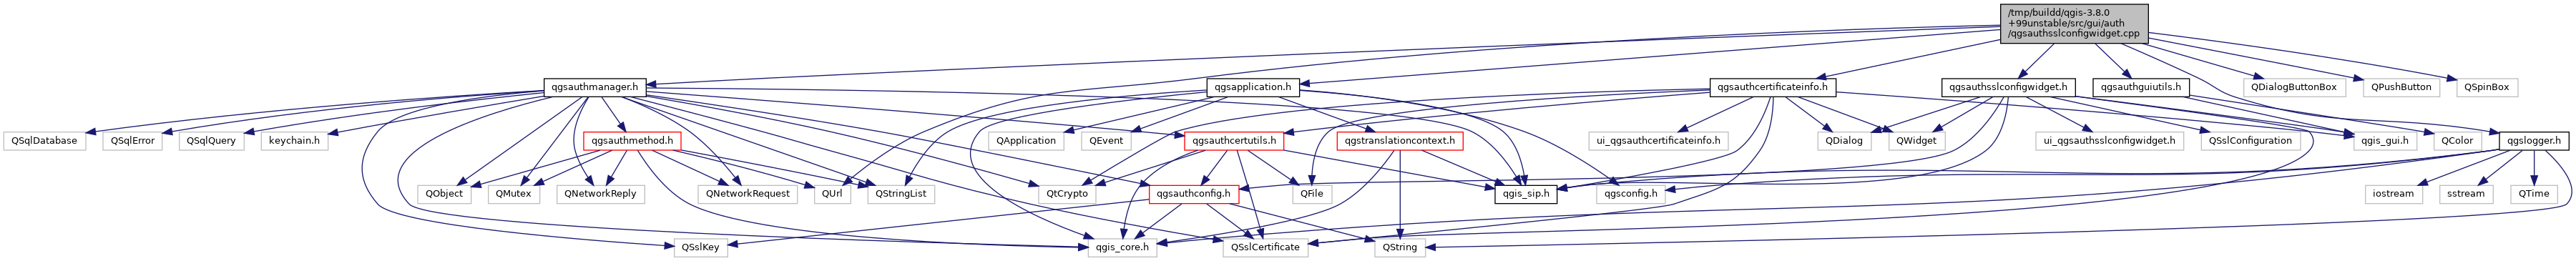 /tmp/buildd/qgis-3.8.0
+99unstable/src/gui/auth
/qgsauthsslconfigwidget.cpp
qgsauthmanager.h
qgsapplication.h
qgsauthcertificateinfo.h
qgsauthsslconfigwidget.h
qgsauthguiutils.h
QDialogButtonBox
QPushButton
QSpinBox
QSqlDatabase
QSqlError
QSqlQuery
keychain.h
qgsauthmethod.h
QApplication
QEvent
qgsauthcertutils.h
qgstranslationcontext.h
ui_qgsauthcertificateinfo.h
QDialog
QWidget
ui_qgsauthsslconfigwidget.h
QSslConfiguration
qgis_gui.h
QColor
qgslogger.h
QObject
QMutex
QNetworkReply
QNetworkRequest
QUrl
QStringList
QtCrypto
qgsauthconfig.h
QFile
qgis_sip.h
qgsconfig.h
iostream
sstream
QTime
QSslKey
qgis_core.h
QSslCertificate
QString